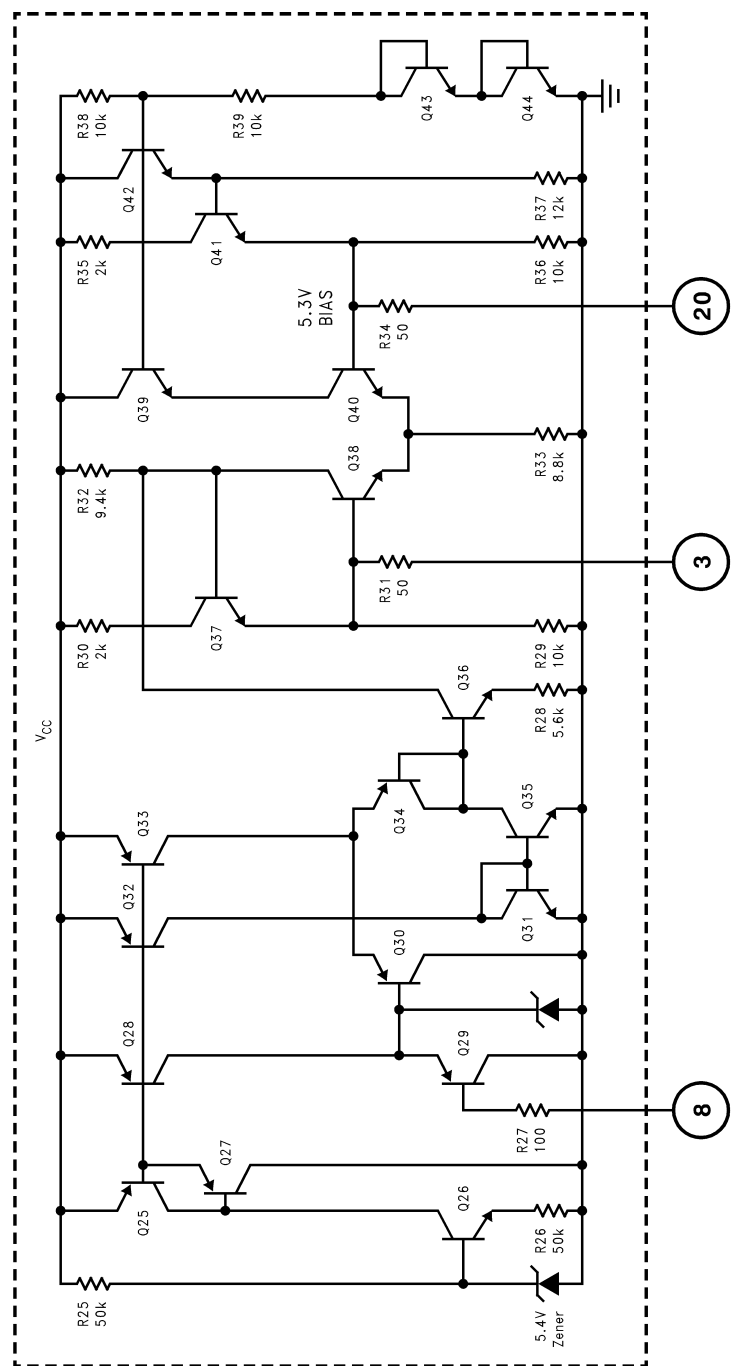 R38
10k
R39
10k
Q43
Q44
Q42
R37
12k
Q41
R35
2k
R36
10k
5.3V
BIAS
R34
50
20
Q39
Q40
Q38
R33
8.8k
R32
9.4k
R31
50
3
Q37
R30
2k
R29
10k
Q36
R28
5.6k
VCC
Q33
Q34
Q35
Q32
Q31
Q30
Q28
Q29
R27
100
8
Q27
Q25
Q26
R26
50k
R25
50k
5.4V
Zener